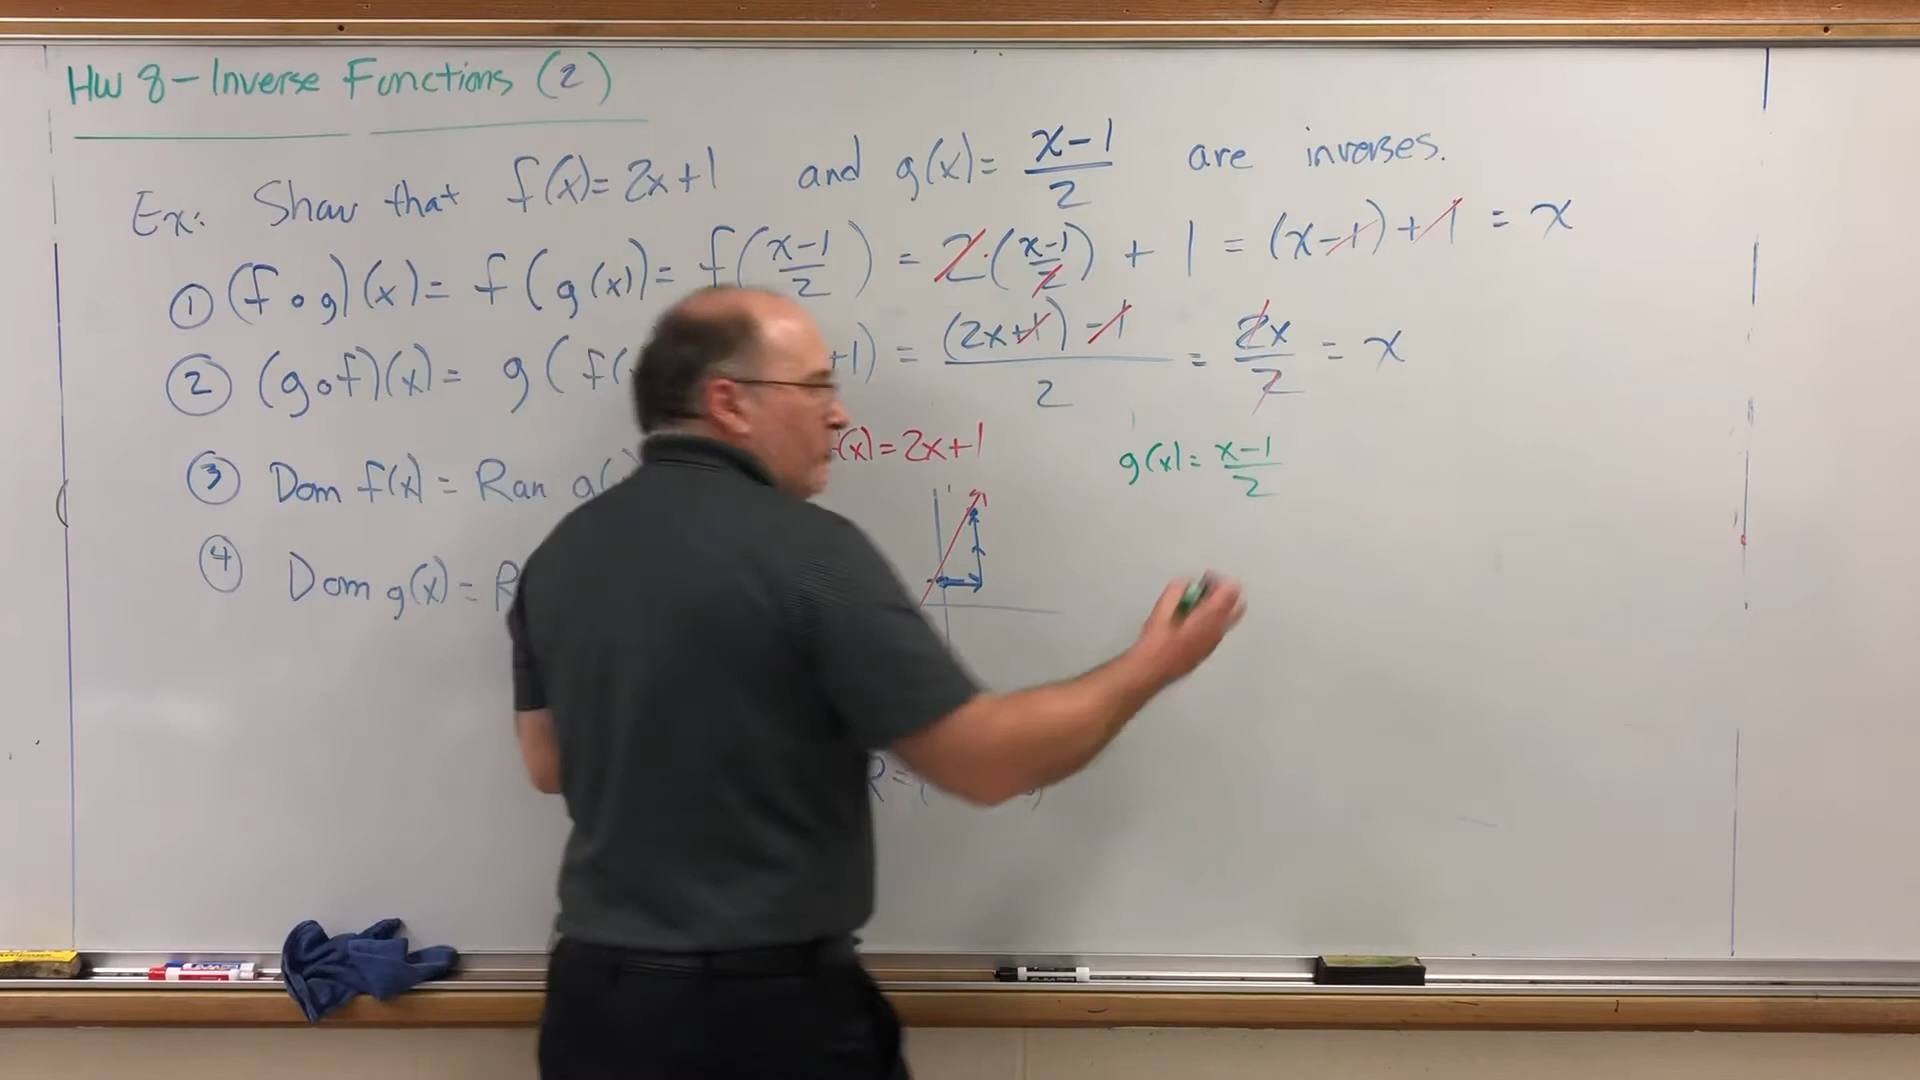 HW 8 - Inverse Functions (2)
Ex: Show that f(x) = 2x+1 and g(x) = (x-1)/2 are inverses.
① (f∘g)(x) = f(g(x)) = f((x-1)/2) = 2·((x-1)/2) + 1 = (x-1)+1 = x
② (g∘f)(x) = g(f( +1) = ((2x+1)-1)/2 = 2x/2 = x
(x) = 2x+1 g(x) = (x-1)/2
③ Dom f(x) = Ran g(
④ Dom g(x) = R
R = (